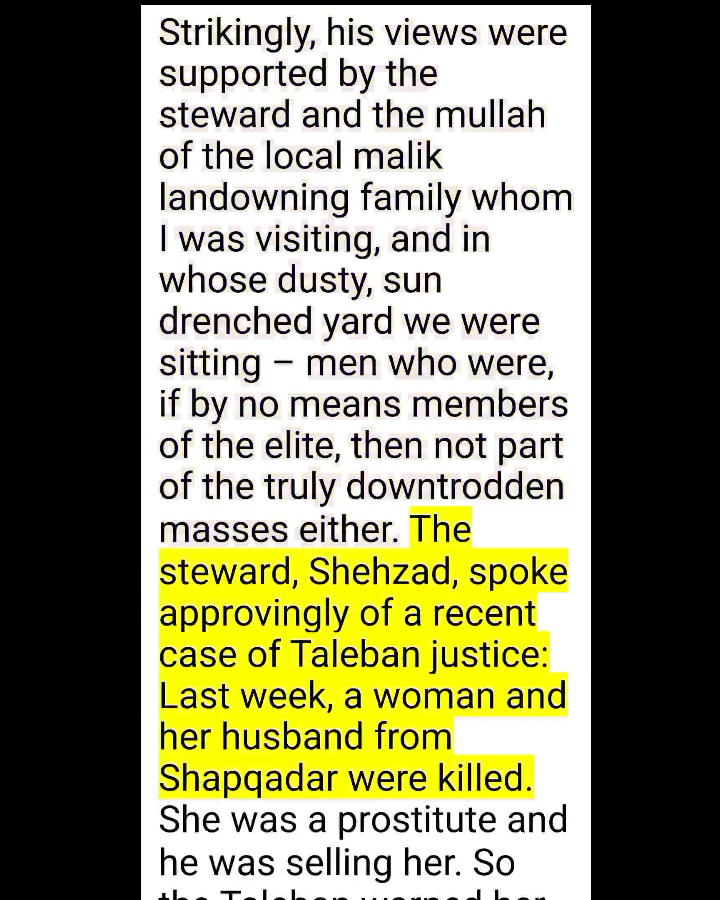 Strikingly, his views were
supported by the
steward and the mullah
of the local malik
landowning family whom
I was visiting, and in
whose dusty, sun
drenched yard we were
sitting – men who were,
if by no means members
of the elite, then not part
of the truly downtrodden
masses either. The
steward, Shehzad, spoke
approvingly of a recent
case of Taleban justice:
Last week, a woman and
her husband from
Shapqadar were killed.
She was a prostitute and
he was selling her. So
the Taleban warned her